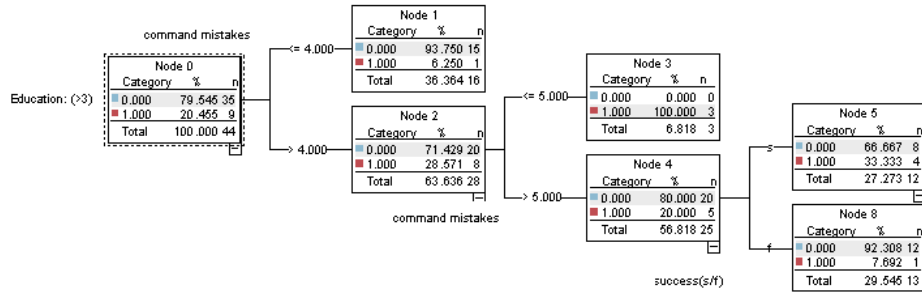 command mistakes
Education: (>3)
Node 0
Category % n
0.000 79.545 35
1.000 20.455 9
Total 100.000 44
<= 4.000
> 4.000
Node 1
Category % n
0.000 93.750 15
1.000 6.250 1
Total 36.364 16
Node 2
Category % n
0.000 71.429 20
1.000 28.571 8
Total 63.636 28
command mistakes
<= 5.000
> 5.000
Node 3
Category % n
0.000 0.000 0
1.000 100.000 3
Total 6.818 3
Node 4
Category % n
0.000 80.000 20
1.000 20.000 5
Total 56.818 25
success(s/f)
s
f
Node 5
Category % n
0.000 66.667 8
1.000 33.333 4
Total 27.273 12
Node 8
Category % n
0.000 92.308 12
1.000 7.692 1
Total 29.545 13